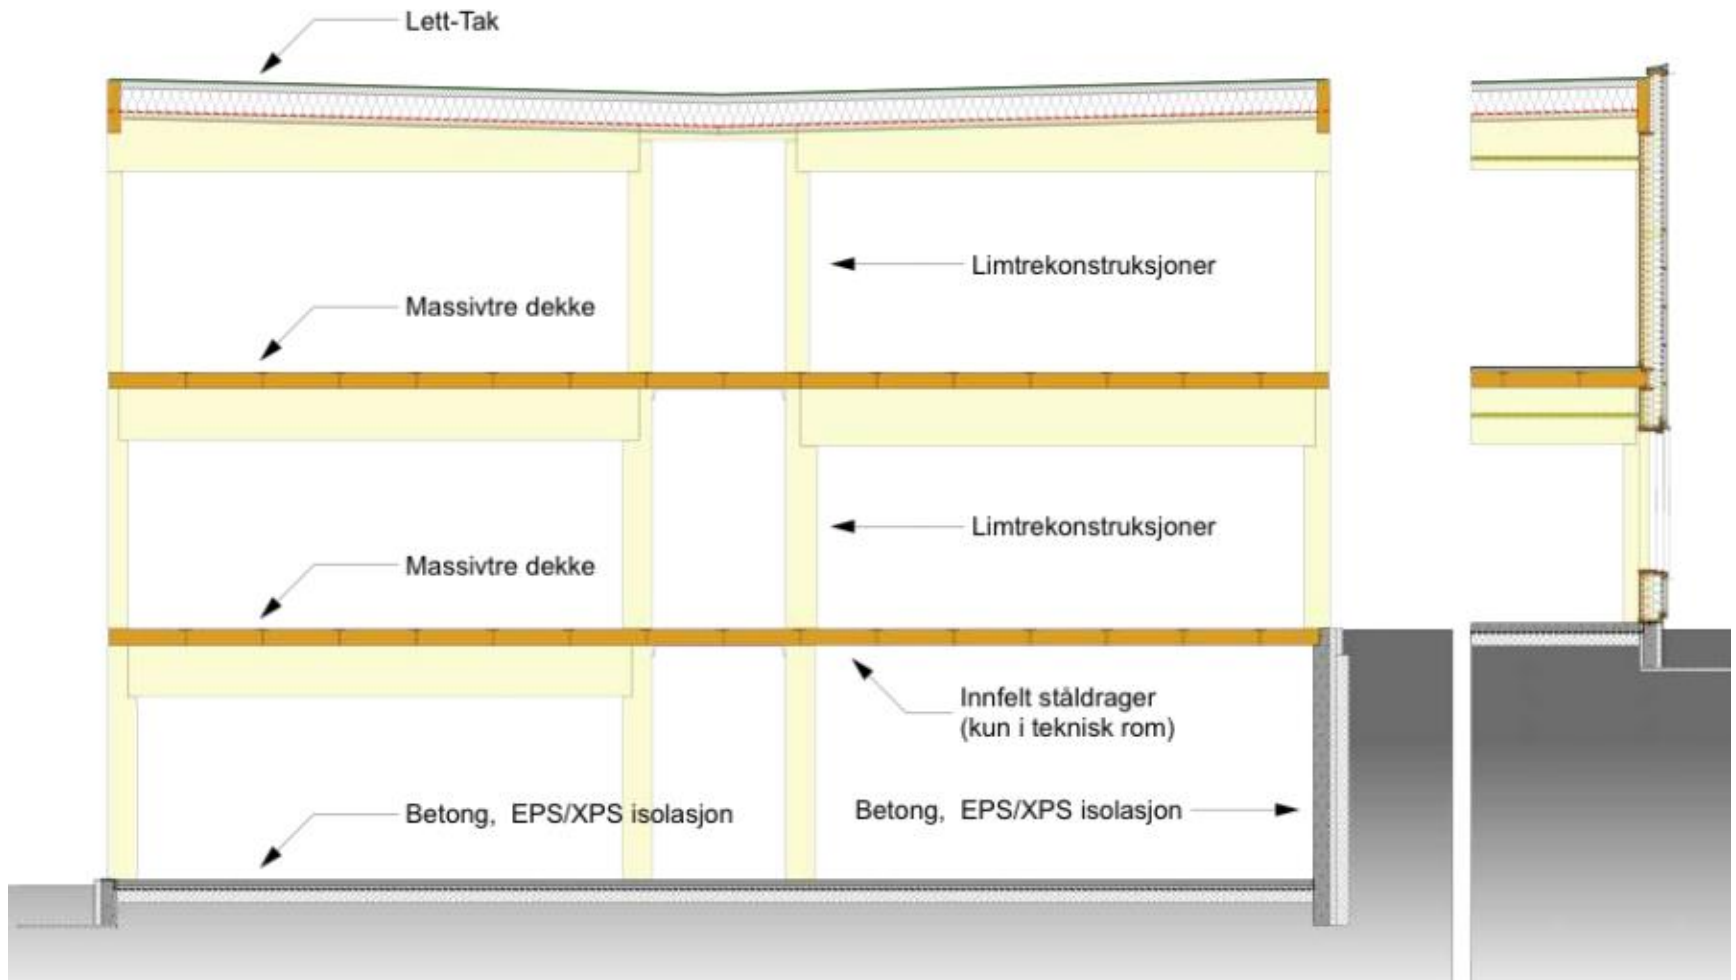 Lett-Tak
Limtrekonstruksjoner
Massivtre dekke
Limtrekonstruksjoner
Massivtre dekke
Innfelt ståldrager
(kun i teknisk rom)
Betong, EPS/XPS isolasjon
Betong, EPS/XPS isolasjon